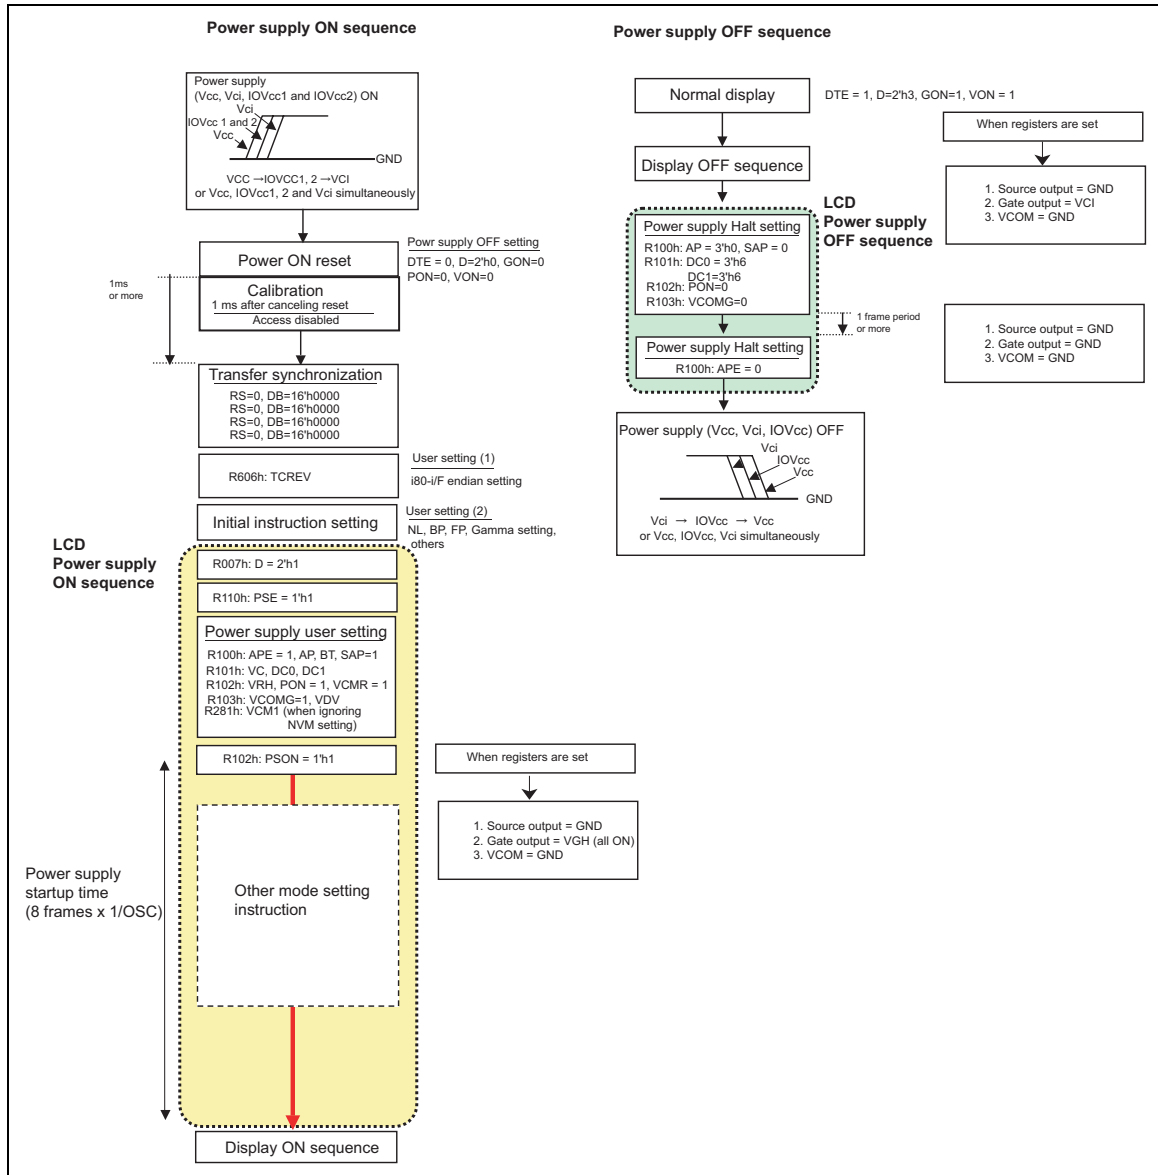 Power supply ON sequence
Power supply
(Vcc, Vci, IOVcc1 and IOVcc2) ON
Vci
IOVcc 1 and 2
Vcc
GND
VCC →IOVCC1, 2 →VCI
or Vcc, IOVcc1, 2 and Vci simultaneously
Power ON reset
Powr supply OFF setting
DTE = 0, D=2'h0, GON=0
PON=0, VON=0
1ms
or more
Calibration
1 ms after canceling reset
Access disabled
Transfer synchronization
RS=0, DB=16'h0000
RS=0, DB=16'h0000
RS=0, DB=16'h0000
RS=0, DB=16'h0000
R606h: TCREV
User setting (1)
i80-i/F endian setting
Initial instruction setting
User setting (2)
NL, BP, FP, Gamma setting,
others
LCD
Power supply
ON sequence
R007h: D = 2'h1
R110h: PSE = 1'h1
Power supply user setting
R100h: APE = 1, AP, BT, SAP=1
R101h: VC, DC0, DC1
R102h: VRH, PON = 1, VCMR = 1
R103h: VCOMG=1, VDV
R281h: VCM1 (when ignoring
NVM setting)
R102h: PSON = 1'h1
When registers are set
1. Source output = GND
2. Gate output = VGH (all ON)
3. VCOM = GND
Power supply
startup time
(8 frames x 1/OSC)
Other mode setting
instruction
Display ON sequence
Power supply OFF sequence
Normal display
DTE = 1, D=2'h3, GON=1, VON = 1
Display OFF sequence
When registers are set
1. Source output = GND
2. Gate output = VCI
3. VCOM = GND
LCD
Power supply
OFF sequence
Power supply Halt setting
R100h: AP = 3'h0, SAP = 0
R101h: DC0 = 3'h6
DC1=3'h6
R102h: PON=0
R103h: VCOMG=0
1 frame period
or more
1. Source output = GND
2. Gate output = GND
3. VCOM = GND
Power supply Halt setting
R100h: APE = 0
Power supply (Vcc, Vci, IOVcc) OFF
Vci
IOVcc
Vcc
GND
Vci → IOVcc → Vcc
or Vcc, IOVcc, Vci simultaneously